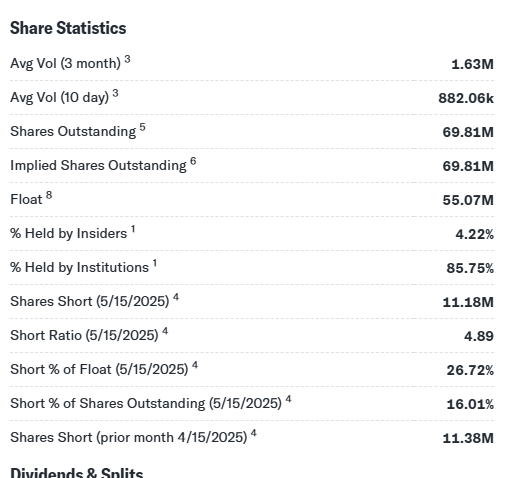 Share Statistics
Avg Vol (3 month) 3 1.63M
Avg Vol (10 day) 3 882.06k
Shares Outstanding 5 69.81M
Implied Shares Outstanding 6 69.81M
Float 8 55.07M
% Held by Insiders 1 4.22%
% Held by Institutions 1 85.75%
Shares Short (5/15/2025) 4 11.18M
Short Ratio (5/15/2025) 4 4.89
Short % of Float (5/15/2025) 4 26.72%
Short % of Shares Outstanding (5/15/2025) 4 16.01%
Shares Short (prior month 4/15/2025) 4 11.38M
Dividends & Splits